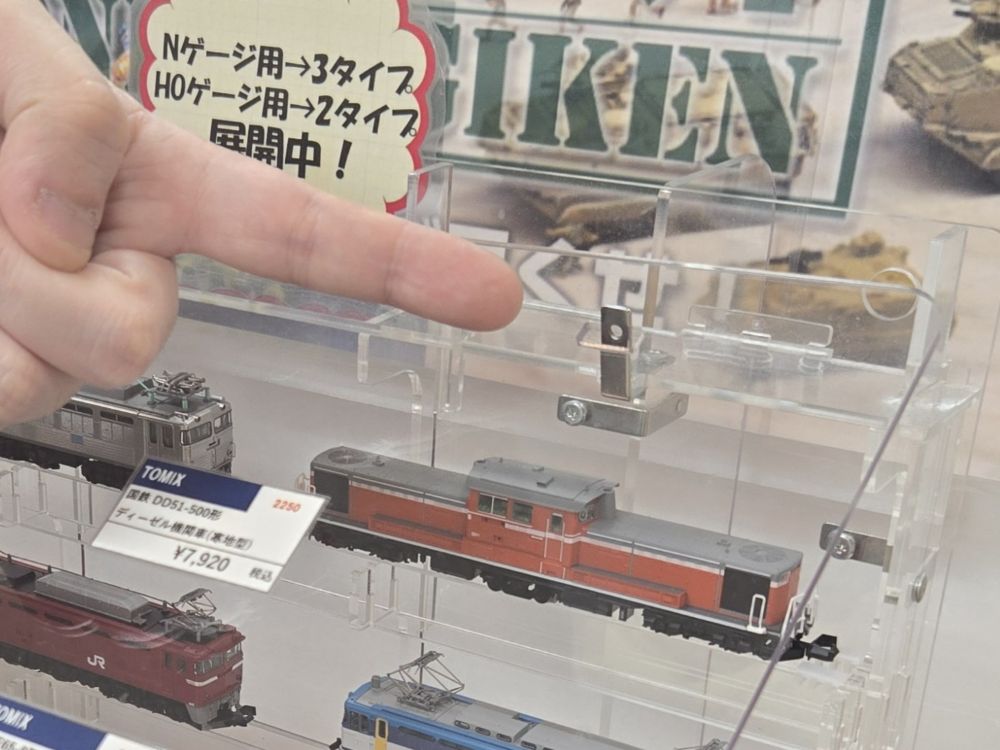 Nゲージ用→3タイプ。
HOゲージ用→2タイプ。
展開中!
GIKEN
TOMIX
国鉄 DD51-500形
2250
ディーゼル機関車(寒地型)
¥7,920 税込
JR
TOMIX